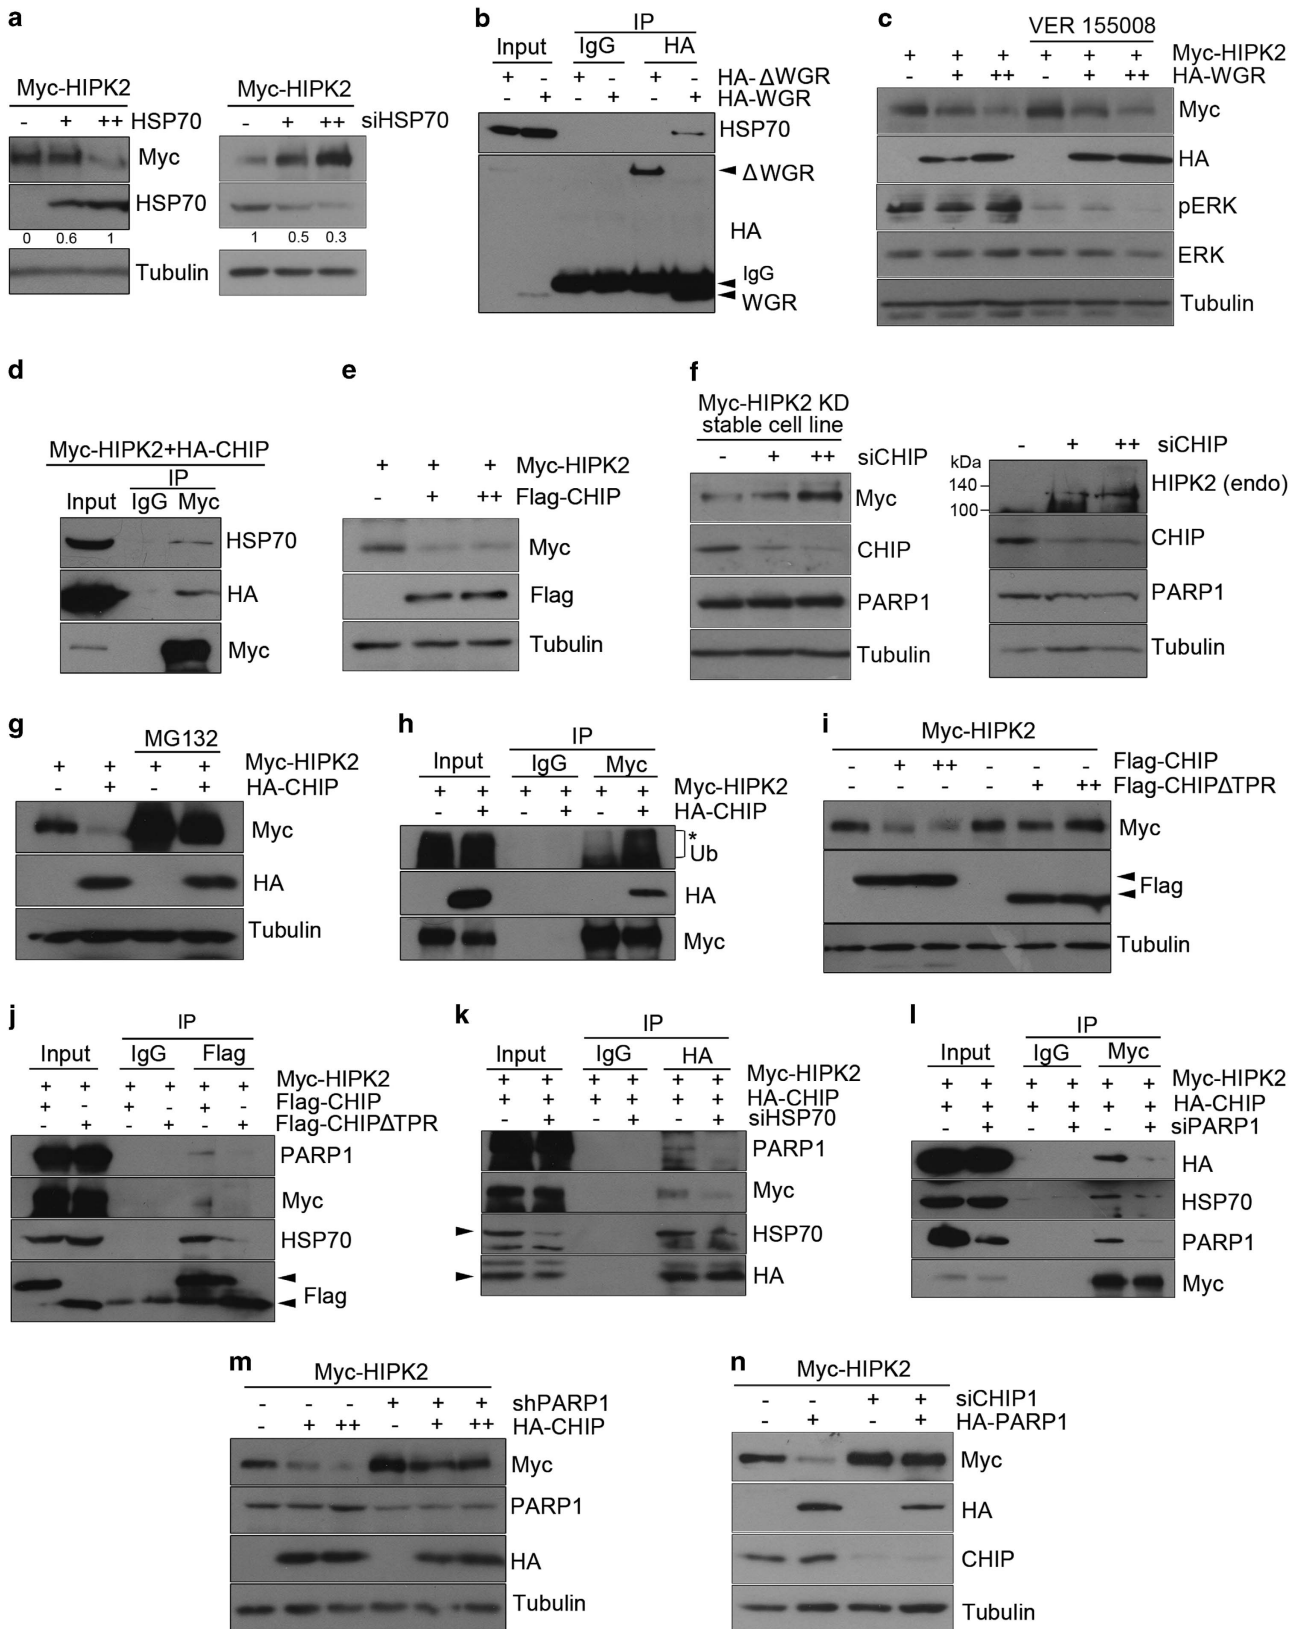 a
Myc-HIPK2
- + ++ HSP70
Myc
HSP70
0 0.6 1
Tubulin
Myc-HIPK2
- + ++ siHSP70
1 0.5 0.3
b
IP
Input IgG HA
+ - + - + - HA-ΔWGR
- + - + - + HA-WGR
HSP70
ΔWGR
HA
IgG
WGR
c
VER 155008
+ + + + + + Myc-HIPK2
- + ++ - + ++ HA-WGR
Myc
HA
pERK
ERK
Tubulin
d
Myc-HIPK2+HA-CHIP
IP
Input IgG Myc
HSP70
HA
Myc
e
+ + + Myc-HIPK2
- + ++ Flag-CHIP
Myc
Flag
Tubulin
f
Myc-HIPK2 KD
stable cell line
- + ++ siCHIP
Myc
CHIP
PARP1
Tubulin
- + ++ siCHIP
kDa
140
100
HIPK2 (endo)
CHIP
PARP1
Tubulin
g
MG132
+ + + + Myc-HIPK2
- + - + HA-CHIP
Myc
HA
Tubulin
h
IP
Input IgG Myc
+ + + + + + Myc-HIPK2
- + - + - + HA-CHIP
*
Ub
HA
Myc
i
Myc-HIPK2
- + ++ - - - Flag-CHIP
- - - - + ++ Flag-CHIPΔTPR
Myc
Flag
Tubulin
j
IP
Input IgG Flag
+ + + + + + Myc-HIPK2
+ - + - + - Flag-CHIP
- + - + - + Flag-CHIPΔTPR
PARP1
Myc
HSP70
Flag
k
IP
Input IgG HA
+ + + + + + Myc-HIPK2
+ + + + + + HA-CHIP
- + - + - + siHSP70
PARP1
Myc
HSP70
HA
l
IP
Input IgG Myc
+ + + + + + Myc-HIPK2
+ + + + + + HA-CHIP
- + - + - + siPARP1
HA
HSP70
PARP1
Myc
m
Myc-HIPK2
- - - + + + shPARP1
- + ++ - + ++ HA-CHIP
Myc
PARP1
HA
Tubulin
n
Myc-HIPK2
- - + + siCHIP1
- + - + HA-PARP1
Myc
HA
CHIP
Tubulin